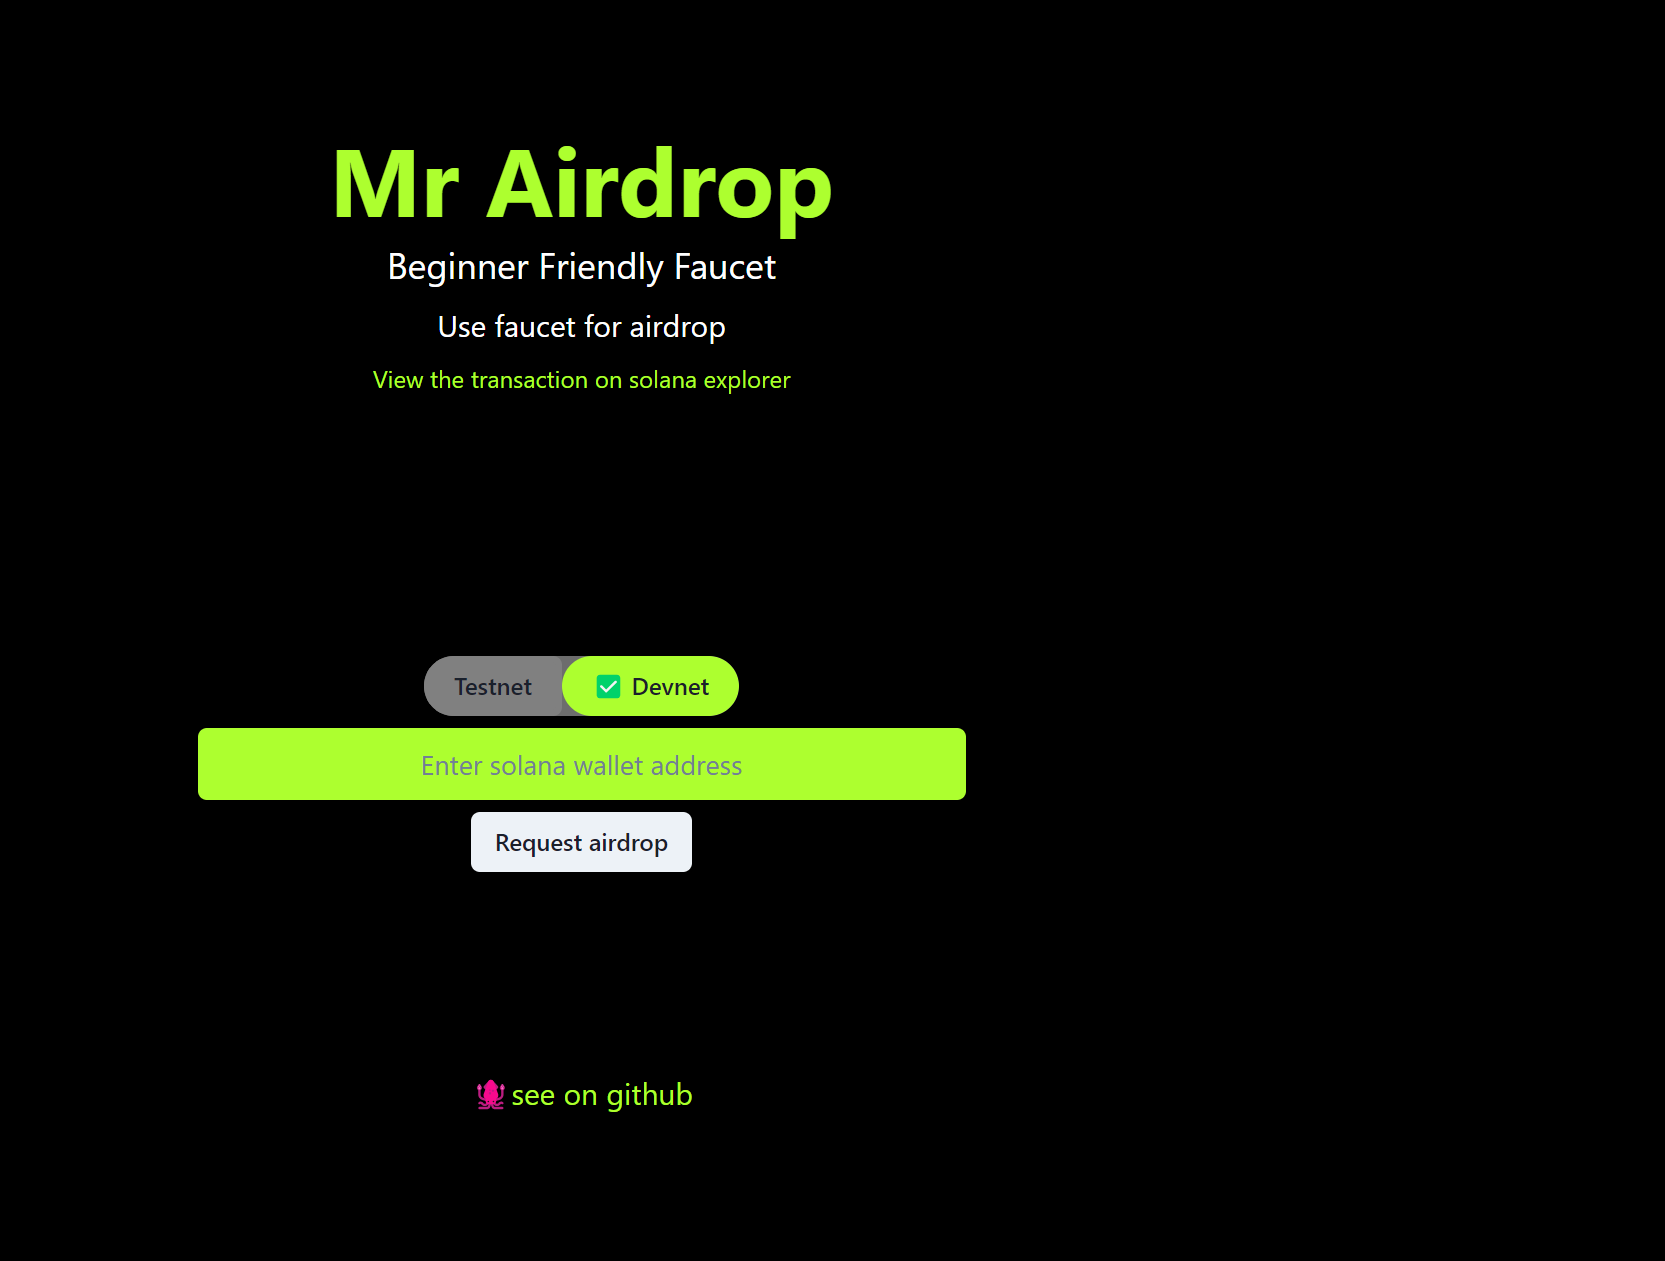 Mr Airdrop
Beginner Friendly Faucet
Use faucet for airdrop
View the transaction on solana explorer
Testnet ✅ Devnet
Enter solana wallet address
Request airdrop
see on github